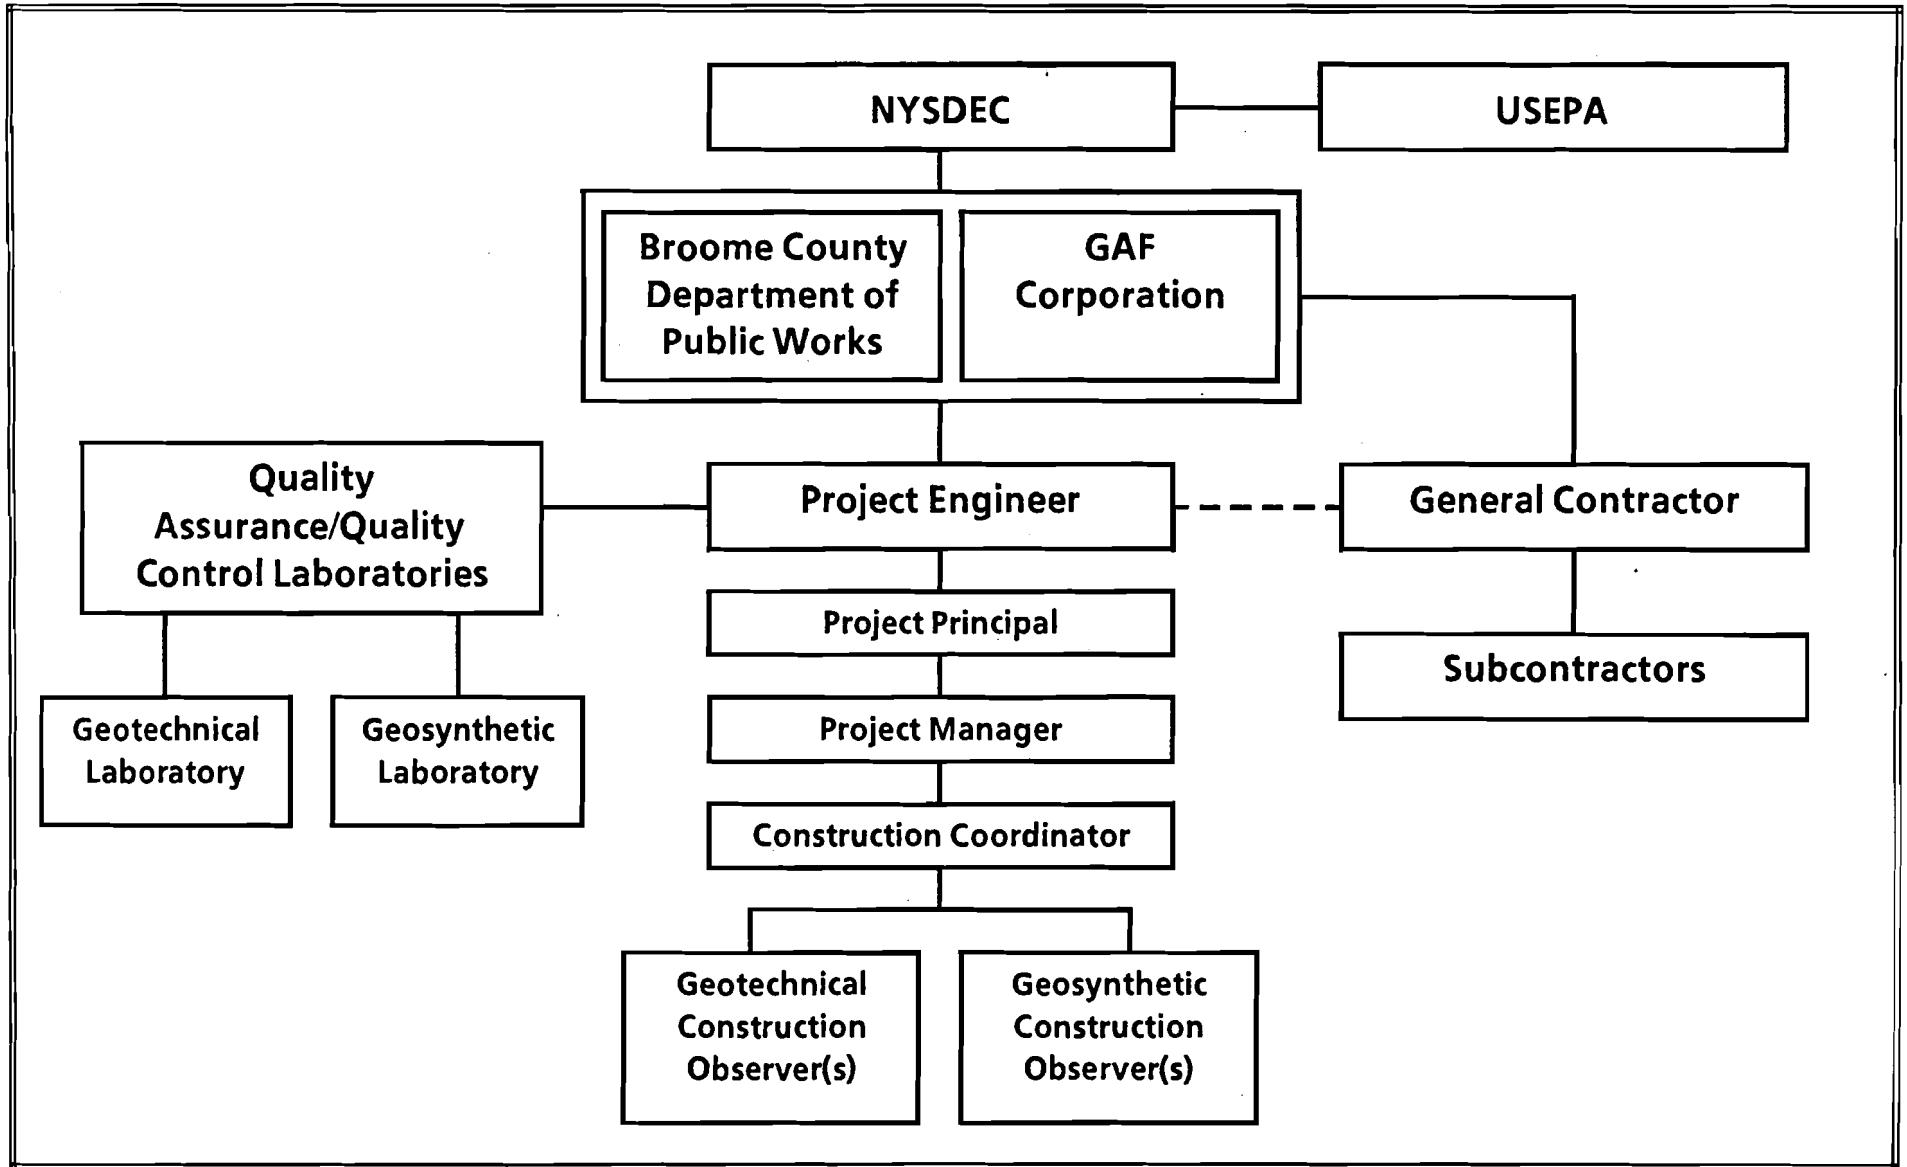 NYSDEC
USEPA
Broome County
Department of
Public Works
GAF
Corporation
Quality
Assurance/Quality
Control Laboratories
Project Engineer
General Contractor
Project Principal
Subcontractors
Geotechnical
Laboratory
Geosynthetic
Laboratory
Project Manager
Construction Coordinator
Geotechnical
Construction
Observer(s)
Geosynthetic
Construction
Observer(s)